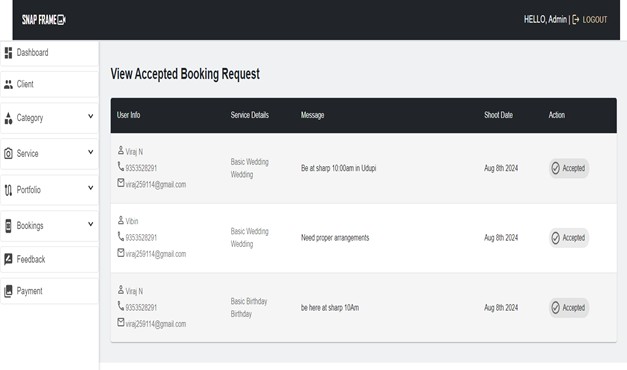 SNAP FRAME
HELLO, Admin | LOGOUT
Dashboard
Client
Category
Service
Portfolio
Bookings
Feedback
Payment
View Accepted Booking Request
User Info Service Details Message Shoot Date Action
Viraj N
9353528291
viraj259114@gmail.com
Basic Wedding
Wedding
Be at sharp 10:00am in Udupi
Aug 8th 2024
Accepted
Vibin
9353528291
viraj259114@gmail.com
Basic Wedding
Wedding
Need proper arrangements
Aug 8th 2024
Accepted
Viraj N
9353528291
viraj259114@gmail.com
Basic Birthday
Birthday
be here at sharp 10Am
Aug 8th 2024
Accepted